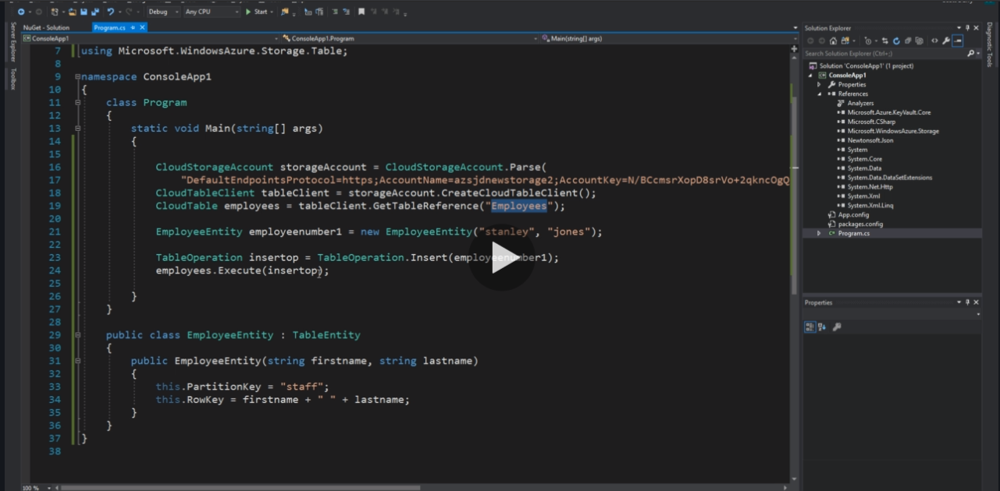 Debug
Any CPU
Start
NuGet - Solution
Program.cs
ConsoleApp1
ConsoleApp1.Program
Main(string[] args)
Server Explorer
Toolbox
7 using Microsoft.WindowsAzure.Storage.Table;
8
9 namespace ConsoleApp1
10 {
11 class Program
12 {
13 static void Main(string[] args)
14 {
15
16 CloudStorageAccount storageAccount = CloudStorageAccount.Parse(
17 "DefaultEndpointsProtocol=https;AccountName=azsjdnewstorage2;AccountKey=N/BCcmsrXopD8srVo+2qkncOgQ
18 CloudTableClient tableClient = storageAccount.CreateCloudTableClient();
19 CloudTable employees = tableClient.GetTableReference("Employees");
20
21 EmployeeEntity employeenumber1 = new EmployeeEntity("stanley", "jones");
22
23 TableOperation insertop = TableOperation.Insert(employeenumber1);
24 employees.Execute(insertop);
25
26 }
27 }
28
29 public class EmployeeEntity : TableEntity
30 {
31 public EmployeeEntity(string firstname, string lastname)
32 {
33 this.PartitionKey = "staff";
34 this.RowKey = firstname + " " + lastname;
35 }
36 }
37 }
38
100 %
Solution Explorer
Search Solution Explorer (Ctrl+;)
Solution 'ConsoleApp1' (1 project)
ConsoleApp1
Properties
References
Analyzers
Microsoft.Azure.KeyVault.Core
Microsoft.CSharp
Microsoft.WindowsAzure.Storage
Newtonsoft.Json
System
System.Core
System.Data
System.Data.DataSetExtensions
System.Net.Http
System.Xml
System.Xml.Linq
App.config
packages.config
C# Program.cs
Properties
Diagnostic Tools